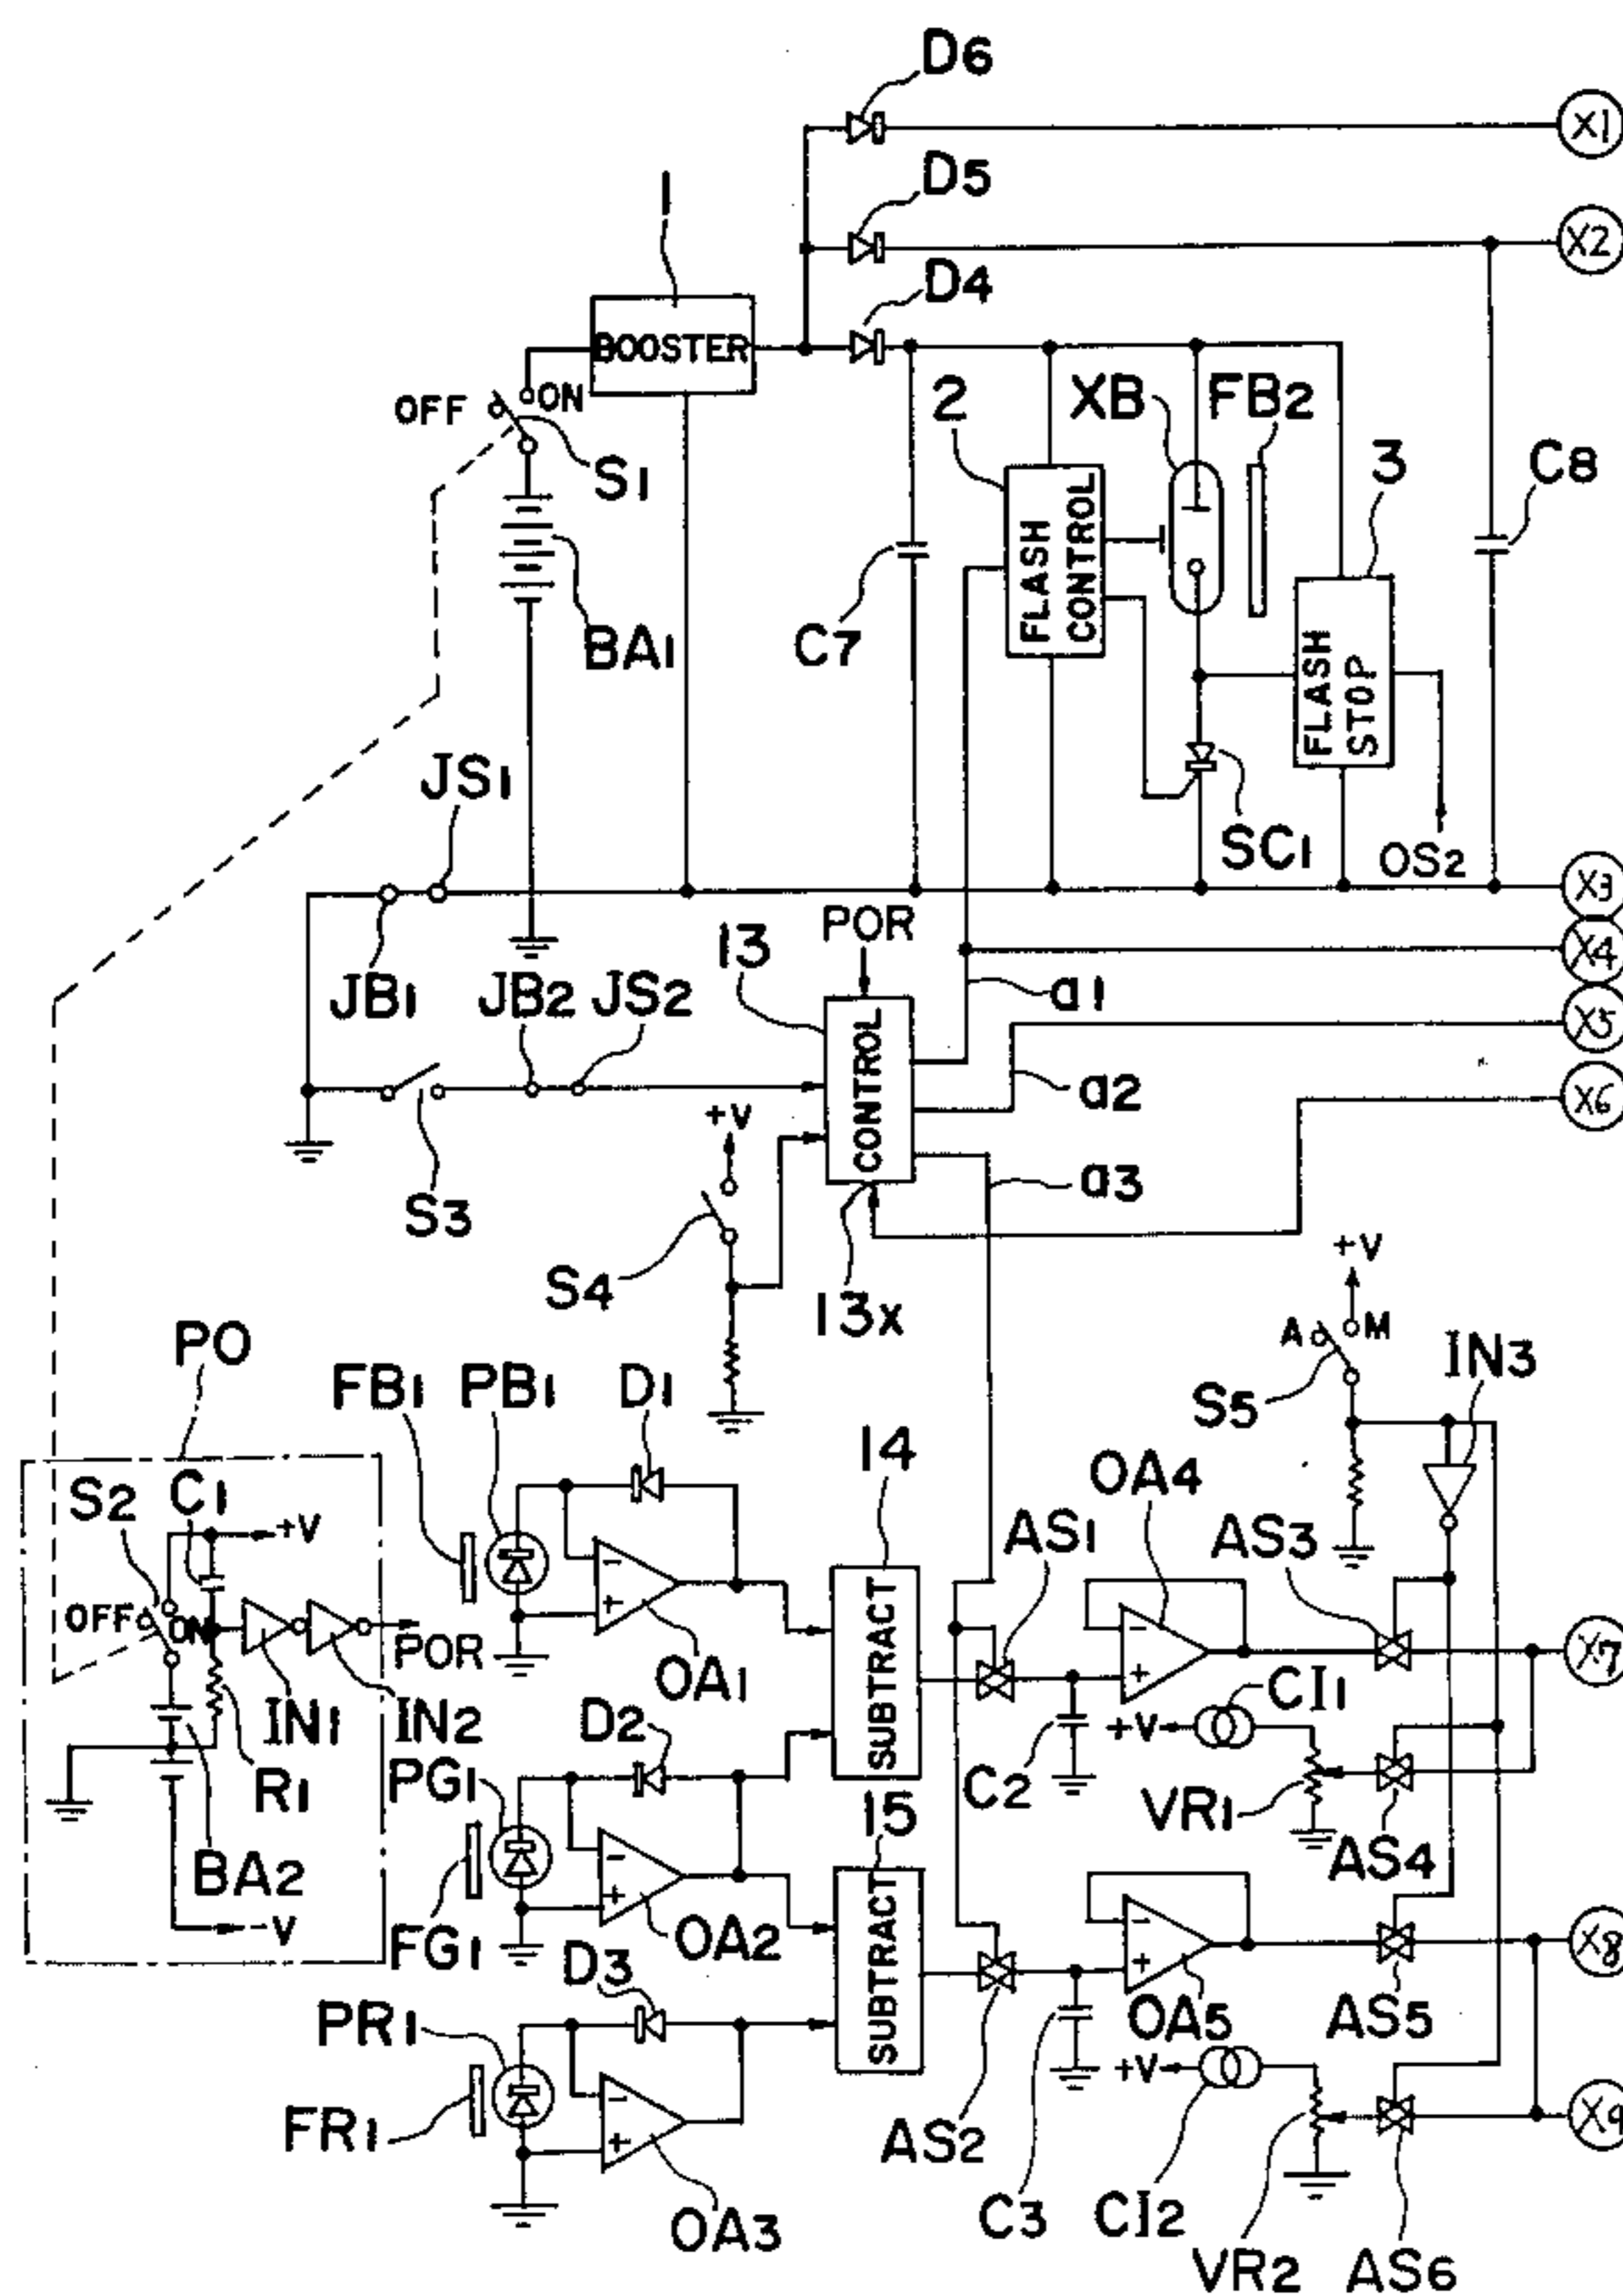 D6
X1
D5
1
X2
D4
BOOSTER
2
XB
FB2
OFF
ON
3
C8
S1
FLASH CONTROL
C7
BA1
FLASH STOP
JS1
SC1
OS2
X3
13
POR
X4
JB1
JB2
JS2
a1
X5
CONTROL
a2
X6
+V
a3
S3
+V
S4
13x
A
M
IN3
PO
FB1
PB1
D1
S5
14
OA4
S2
C1
+V
AS1
AS3
SUBTRACT
OFF
ON
POR
X7
OA1
CI1
IN1
IN2
D2
+V
PG1
R1
C2
15
VR1
AS4
BA2
-V
FG1
OA2
SUBTRACT
D3
X8
PR1
OA5
AS5
+V
FR1
AS2
X9
OA3
C3
CI2
VR2
AS6